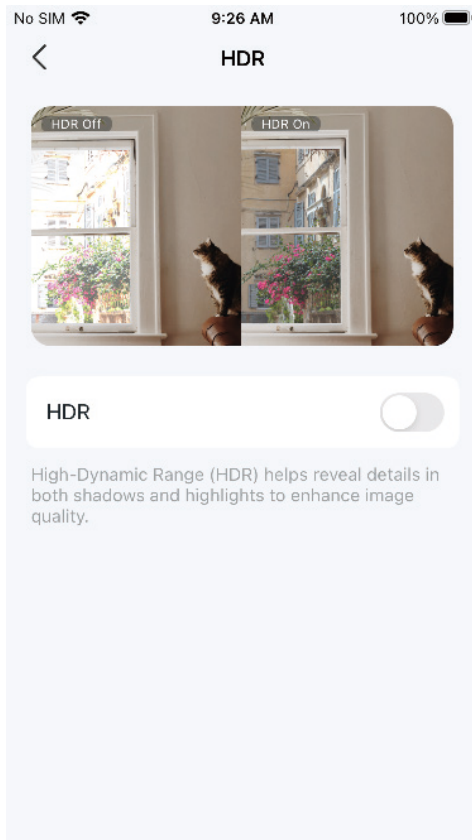 No SIM 9:26 AM 100%
HDR
HDR Off HDR On
HDR
High-Dynamic Range (HDR) helps reveal details in
both shadows and highlights to enhance image
quality.